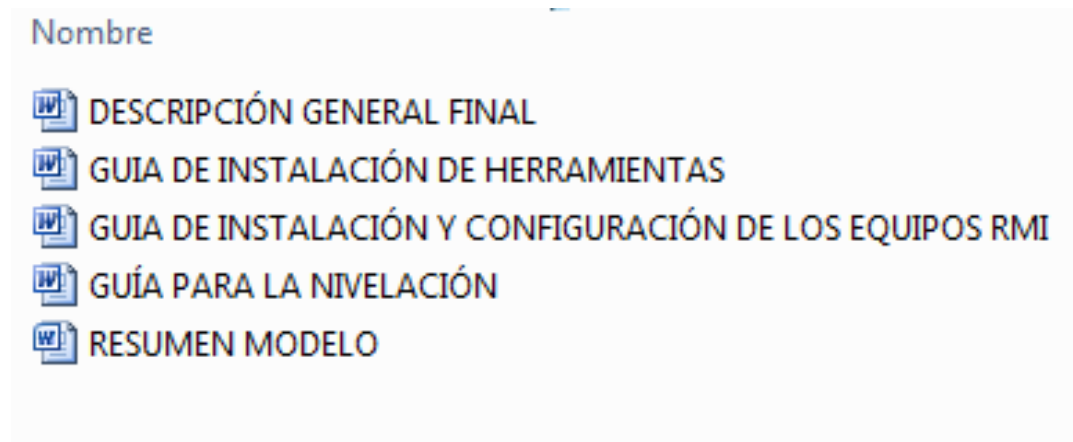 Nombre
DESCRIPCIÓN GENERAL FINAL
GUIA DE INSTALACIÓN DE HERRAMIENTAS
GUIA DE INSTALACIÓN Y CONFIGURACIÓN DE LOS EQUIPOS RMI
GUÍA PARA LA NIVELACIÓN
RESUMEN MODELO